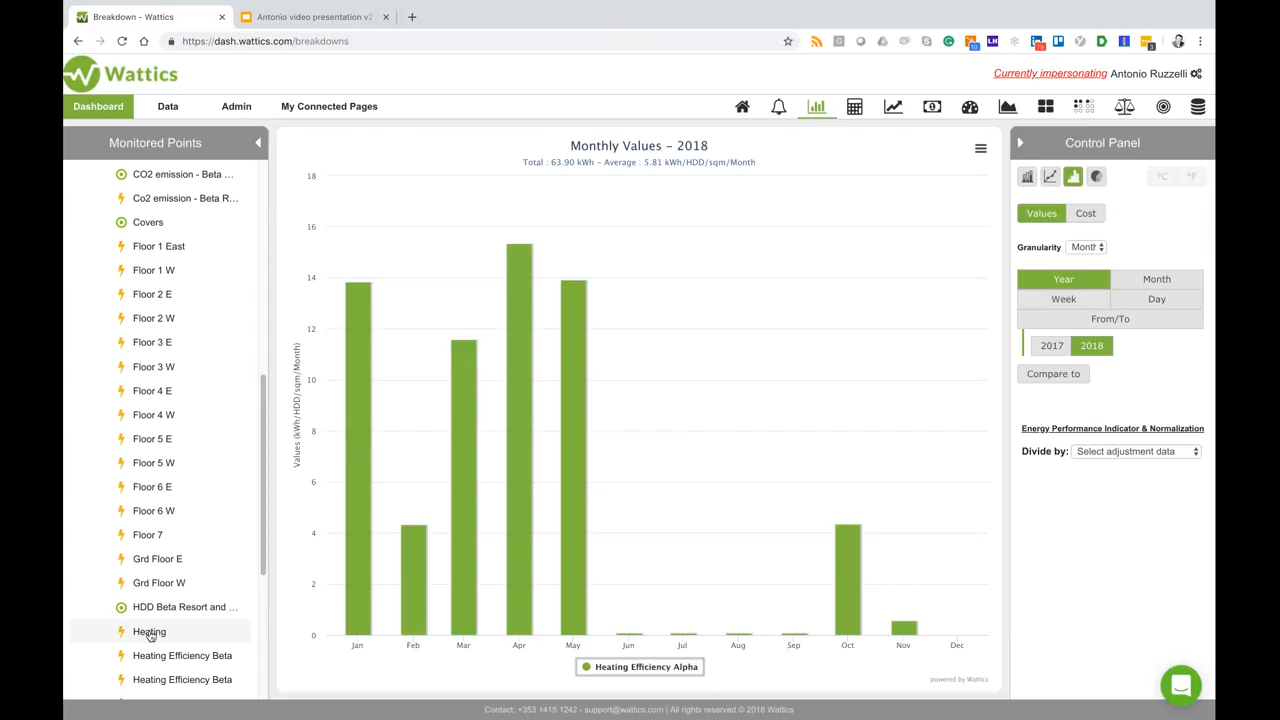 Breakdown - Wattics
Antonio video presentation v2
https://dash.wattics.com/breakdowns
Wattics
Currently impersonating Antonio Ruzzelli
Dashboard
Data
Admin
My Connected Pages
Monitored Points
CO2 emission - Beta ...
Co2 emission - Beta R...
Covers
Floor 1 East
Floor 1 W
Floor 2 E
Floor 2 W
Floor 3 E
Floor 3 W
Floor 4 E
Floor 4 W
Floor 5 E
Floor 5 W
Floor 6 E
Floor 6 W
Floor 7
Grd Floor E
Grd Floor W
HDD Beta Resort and ...
Heating
Heating Efficiency Beta
Heating Efficiency Beta
Monthly Values – 2018
Total : 63.90 kWh – Average : 5.81 kWh/HDD/sqm/Month
Values (kWh/HDD/sqm/Month)
18
16
14
12
10
8
6
4
2
0
Jan Feb Mar Apr May Jun Jul Aug Sep Oct Nov Dec
Heating Efficiency Alpha
powered by Wattics
Control Panel
°C °F
Values Cost
Granularity Month
Year Month
Week Day
From/To
2017 2018
Compare to
Energy Performance Indicator & Normalization
Divide by: Select adjustment data
Contact: +353 1415 1242 - support@wattics.com | All rights reserved © 2018 Wattics